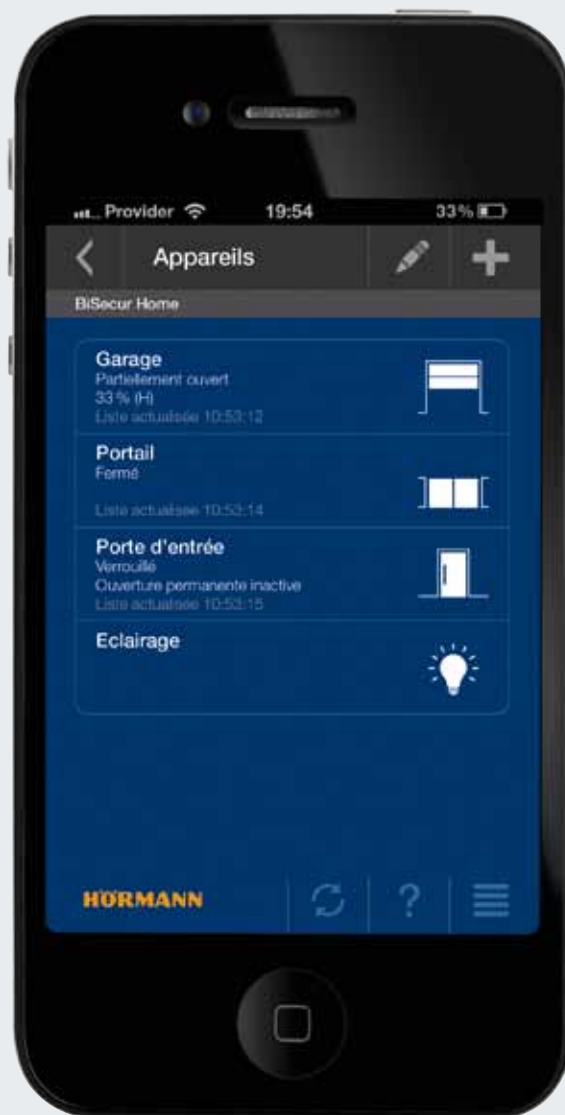 Provider 19:54 33%
Appareils
BiSecur Home
Garage
Partiellement ouvert
33 % (H)
Liste actualisée 10:53:12
Portail
Fermé
Liste actualisée 10:53:14
Porte d'entrée
Verrouillé
Ouverture permanente inactive
Liste actualisée 10:53:15
Eclairage
HÖRMANN
?